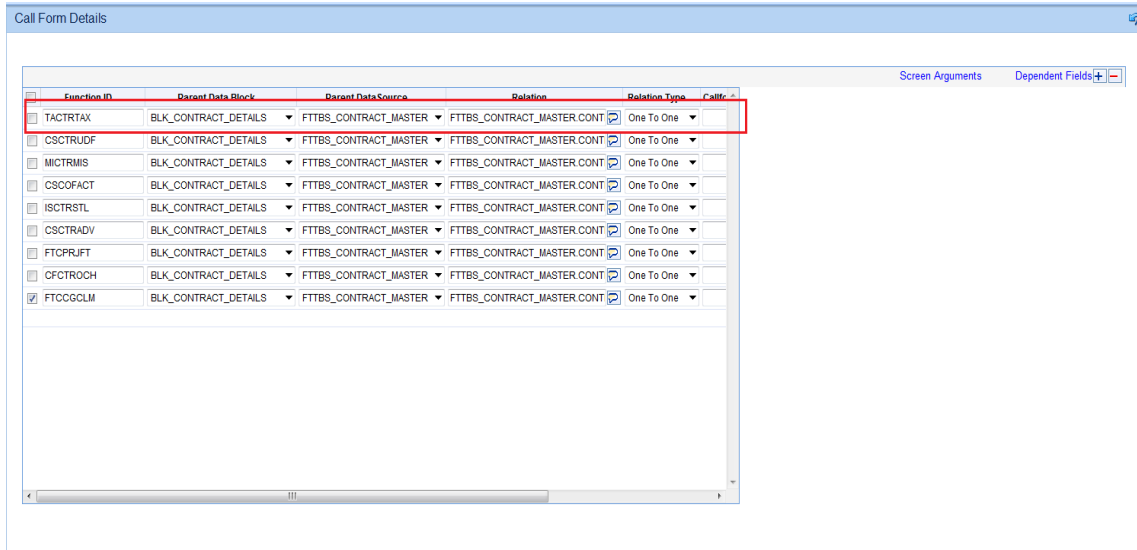 Call Form Details
Screen Arguments Dependent Fields + −
Function ID Parent Data Block Parent DataSource Relation Relation Type Callfo
TACTRTAX BLK_CONTRACT_DETAILS FTTBS_CONTRACT_MASTER FTTBS_CONTRACT_MASTER.CONT One To One
CSCTRUDF BLK_CONTRACT_DETAILS FTTBS_CONTRACT_MASTER FTTBS_CONTRACT_MASTER.CONT One To One
MICTRMIS BLK_CONTRACT_DETAILS FTTBS_CONTRACT_MASTER FTTBS_CONTRACT_MASTER.CONT One To One
CSCOFACT BLK_CONTRACT_DETAILS FTTBS_CONTRACT_MASTER FTTBS_CONTRACT_MASTER.CONT One To One
ISCTRSTL BLK_CONTRACT_DETAILS FTTBS_CONTRACT_MASTER FTTBS_CONTRACT_MASTER.CONT One To One
CSCTRADV BLK_CONTRACT_DETAILS FTTBS_CONTRACT_MASTER FTTBS_CONTRACT_MASTER.CONT One To One
FTCPRJFT BLK_CONTRACT_DETAILS FTTBS_CONTRACT_MASTER FTTBS_CONTRACT_MASTER.CONT One To One
CFCTROCH BLK_CONTRACT_DETAILS FTTBS_CONTRACT_MASTER FTTBS_CONTRACT_MASTER.CONT One To One
FTCCGCLM BLK_CONTRACT_DETAILS FTTBS_CONTRACT_MASTER FTTBS_CONTRACT_MASTER.CONT One To One